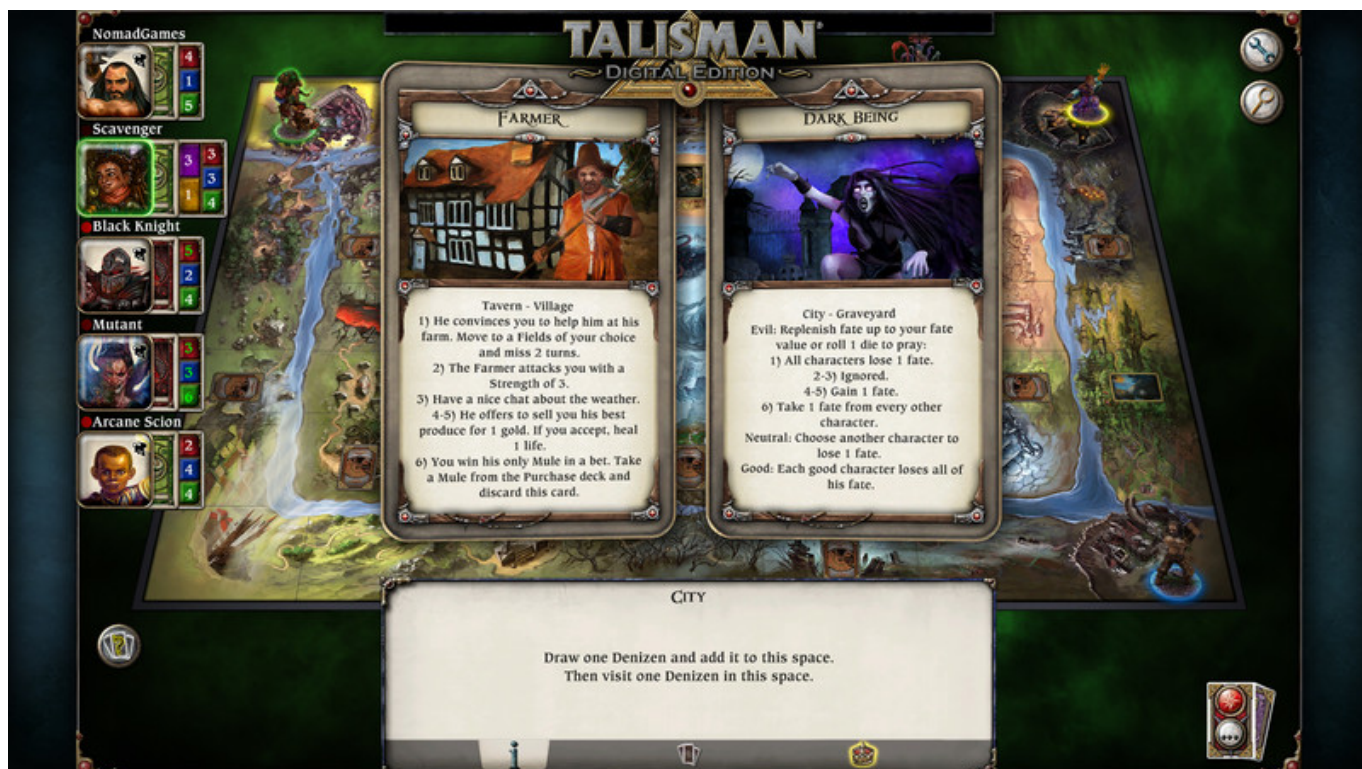 TALISMAN
DIGITAL EDITION
NomadGames
4
1
5
Scavenger
3
3
3
1
4
Black Knight
5
2
4
Mutant
3
3
6
Arcane Scion
2
4
4
FARMER
Tavern - Village
1) He convinces you to help him at his
farm. Move to a Fields of your choice
and miss 2 turns.
2) The Farmer attacks you with a
Strength of 3.
3) Have a nice chat about the weather.
4-5) He offers to sell you his best
produce for 1 gold. If you accept, heal
1 life.
6) You win his only Mule in a bet. Take
a Mule from the Purchase deck and
discard this card.
DARK BEING
City - Graveyard
Evil: Replenish fate up to your fate
value or roll 1 die to pray:
1) All characters lose 1 fate.
2-3) Ignored.
4-5) Gain 1 fate.
6) Take 1 fate from every other
character.
Neutral: Choose another character to
lose 1 fate.
Good: Each good character loses all of
his fate.
CITY
Draw one Denizen and add it to this space.
Then visit one Denizen in this space.